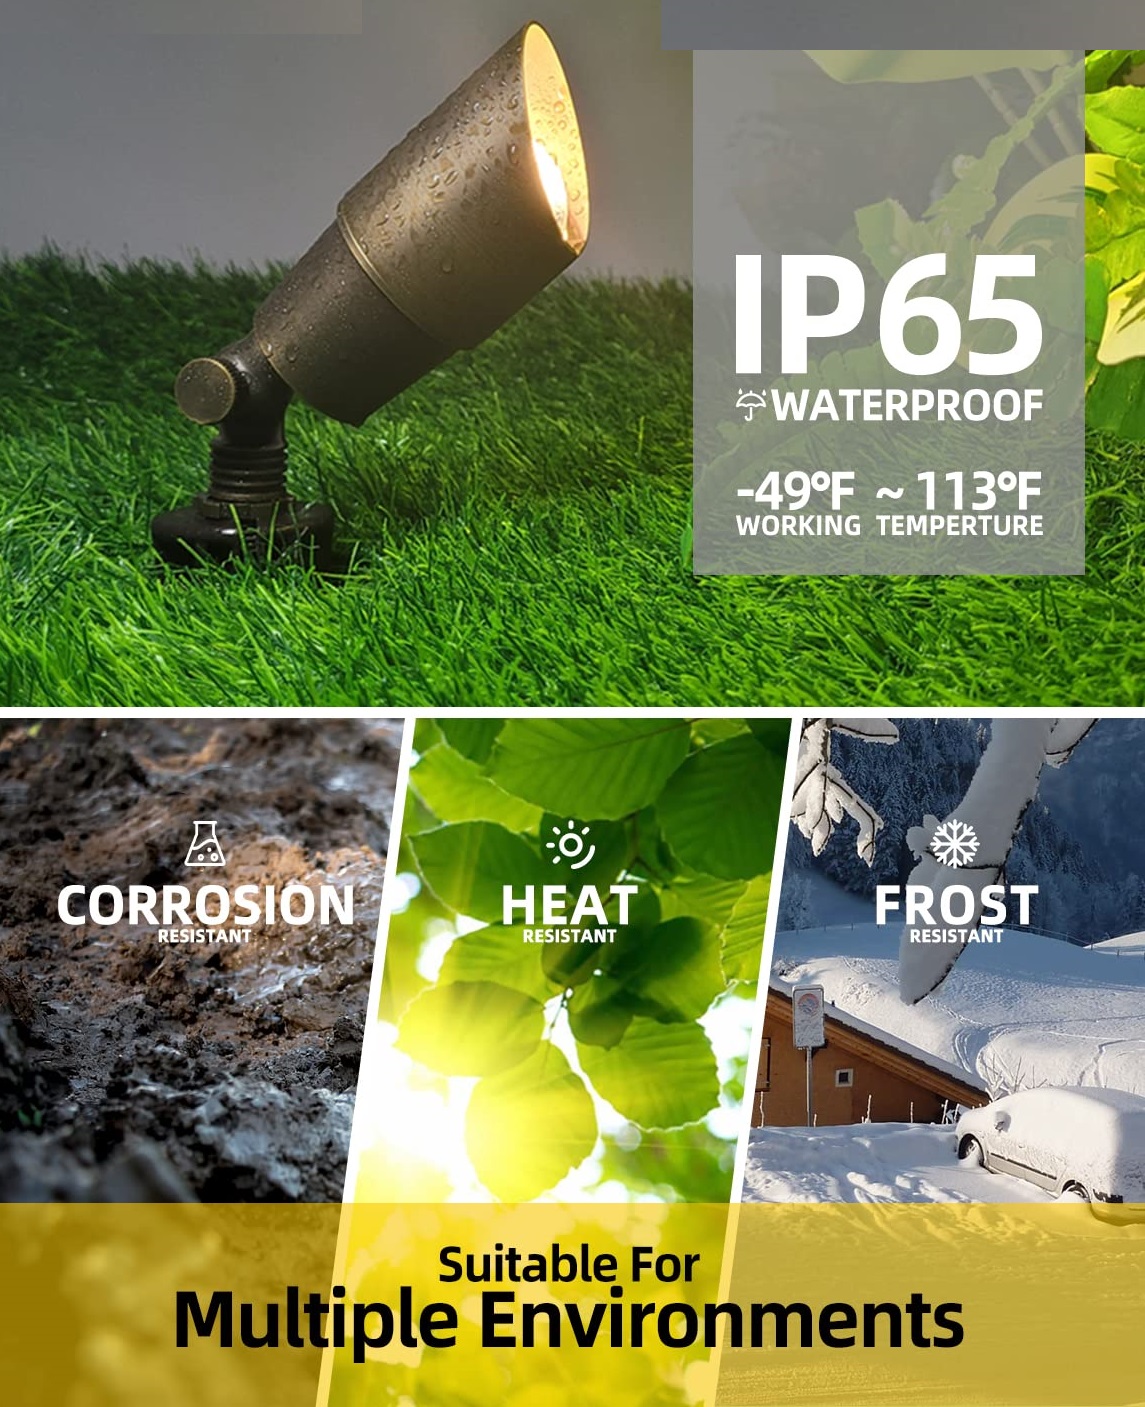 IP65
WATERPROOF
-49°F ~ 113°F
WORKING TEMPERTURE
CORROSION
RESISTANT
HEAT
RESISTANT
FROST
RESISTANT
Suitable For
Multiple Environments